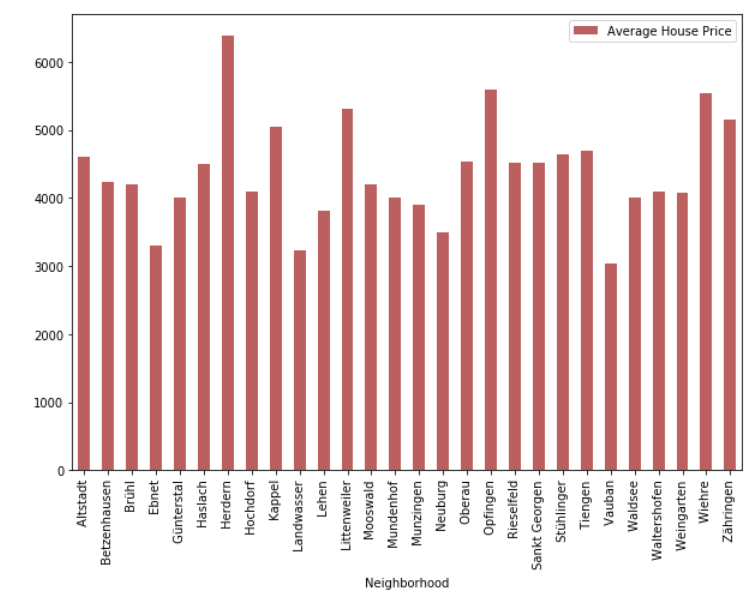 Average House Price
6000
5000
4000
3000
2000
1000
0
Altstadt
Betzenhausen
Brühl
Ebnet
Günterstal
Haslach
Herdern
Hochdorf
Kappel
Landwasser
Lehen
Littenweiler
Mooswald
Mundenhof
Munzingen
Neuburg
Oberau
Opfingen
Rieselfeld
Sankt Georgen
Stühlinger
Tiengen
Vauban
Waldsee
Waltershofen
Weingarten
Wiehre
Zähringen
Neighborhood